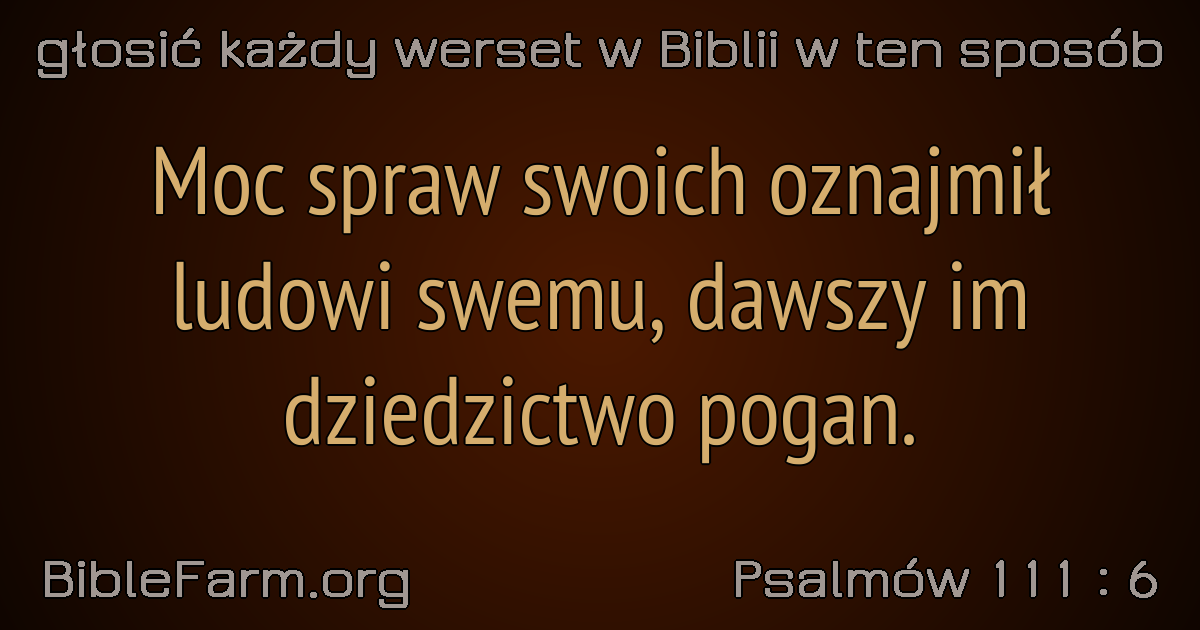 głosić każdy werset w Biblii w ten sposób
Moc spraw swoich oznajmił
ludowi swemu, dawszy im
dziedzictwo pogan.
BibleFarm.org
Psalmów 111 : 6